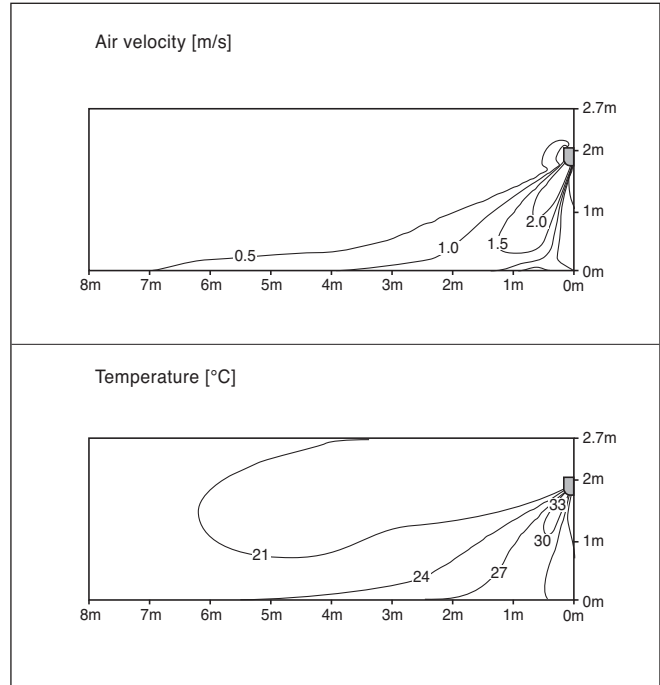 Air velocity [m/s]
2.7m
2m
2.0
1m
1.5
1.0
0.5
0m
8m 7m 6m 5m 4m 3m 2m 1m 0m
Temperature [°C]
2.7m
2m
33
1m
30
21
27
24
0m
8m 7m 6m 5m 4m 3m 2m 1m 0m